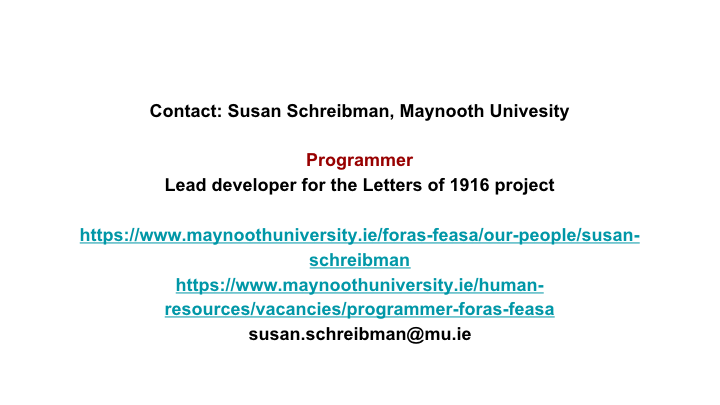 Contact: Susan Schreibman, Maynooth Univesity
Programmer
Lead developer for the Letters of 1916 project
https://www.maynoothuniversity.ie/foras-feasa/our-people/susan-
schreibman
https://www.maynoothuniversity.ie/human-
resources/vacancies/programmer-foras-feasa
susan.schreibman@mu.ie